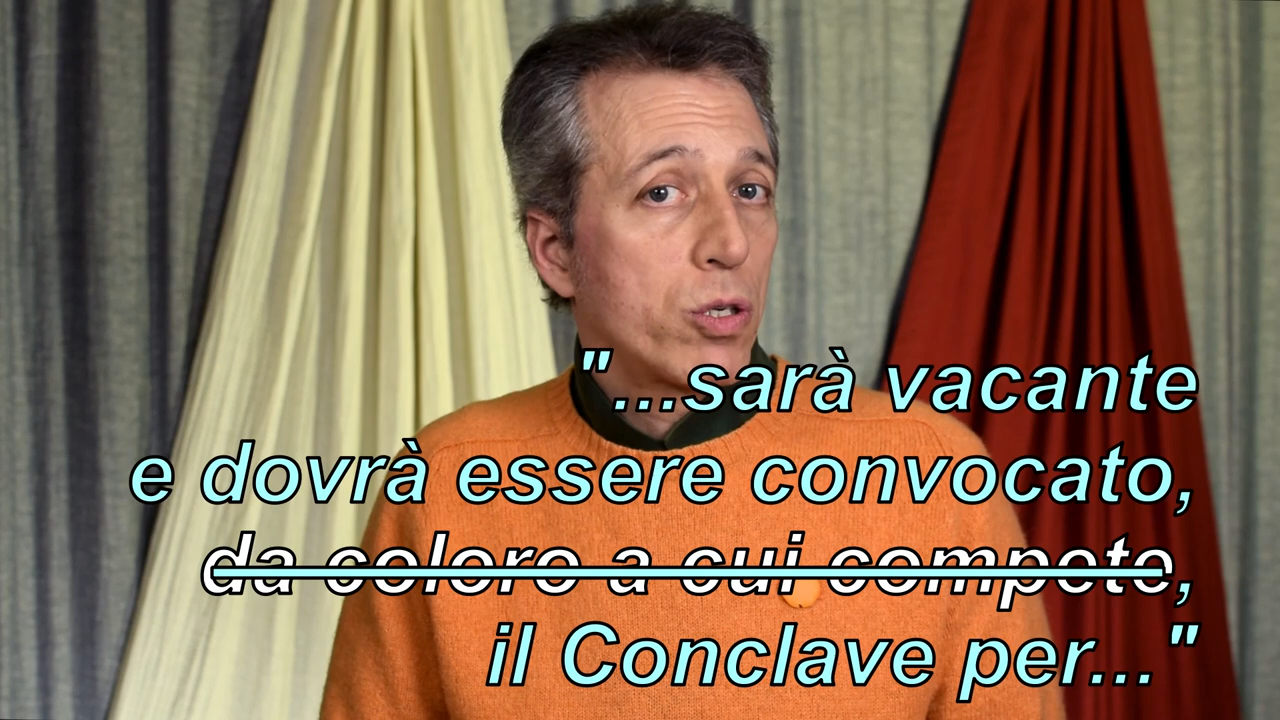 "...sarà vacante
e dovrà essere convocato,
da coloro a cui compete,
il Conclave per..."